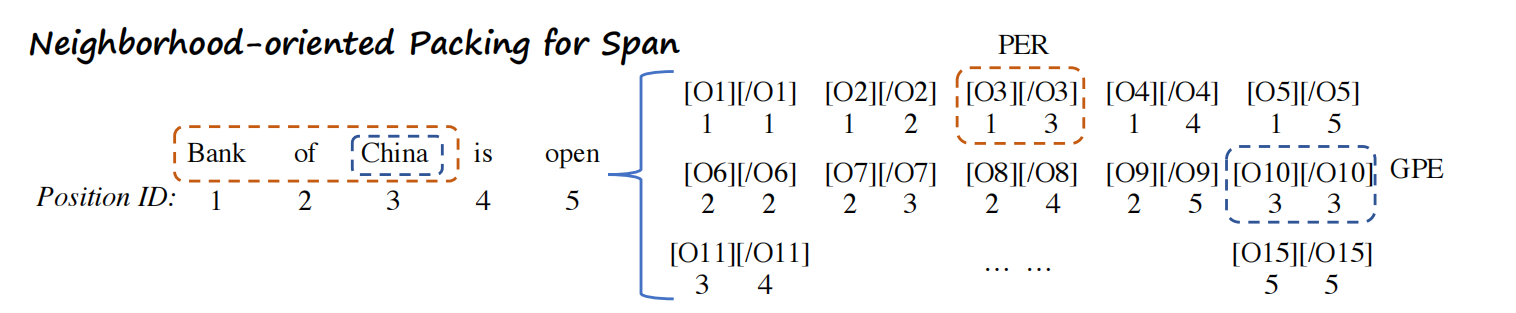 Neighborhood-oriented Packing for Span
PER
[O1][/O1] [O2][/O2] [O3][/O3] [O4][/O4] [O5][/O5]
1 1 1 2 1 3 1 4 1 5
Bank of China is open
Position ID: 1 2 3 4 5
[O6][/O6] [O7][/O7] [O8][/O8] [O9][/O9] [O10][/O10] GPE
2 2 2 3 2 4 2 5 3 3
[O11][/O11] … … [O15][/O15]
3 4 5 5